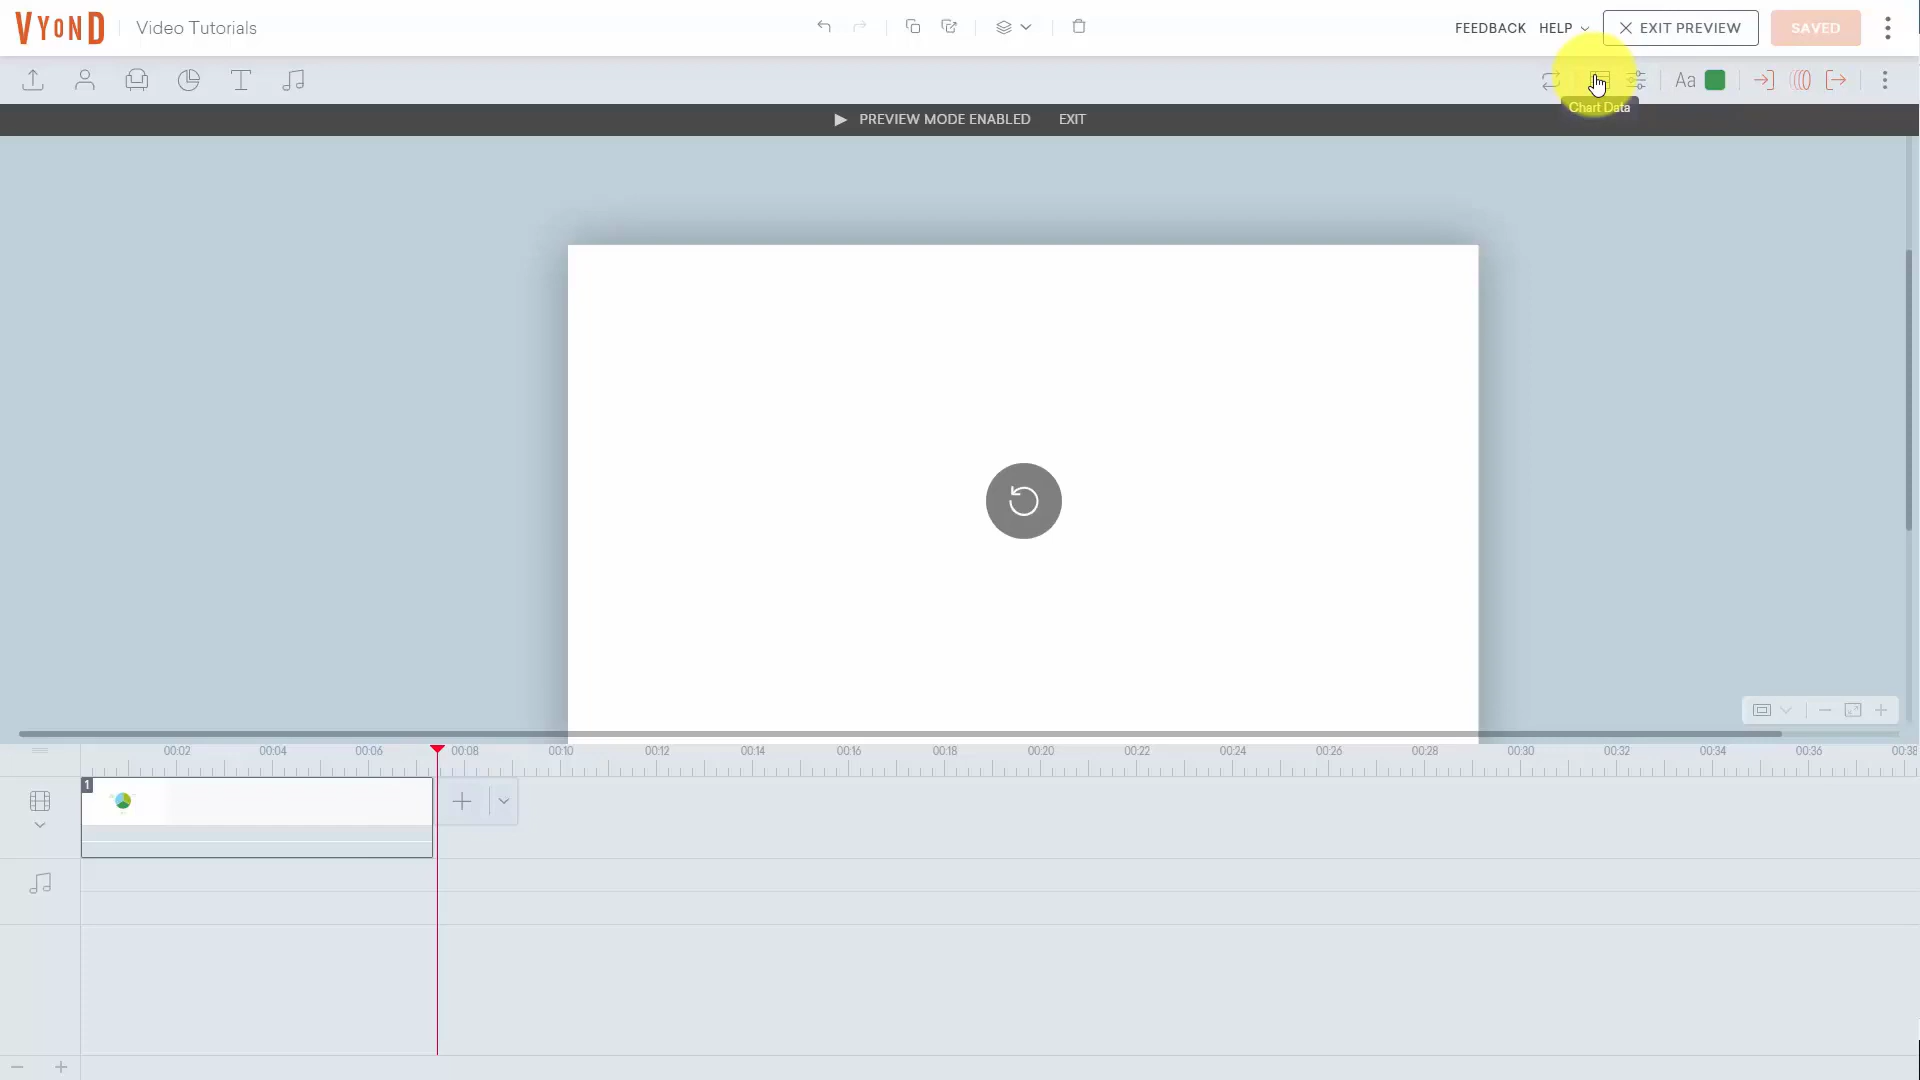 VYOND Video Tutorials FEEDBACK HELP EXIT PREVIEW SAVED
Aa
Chart Data
PREVIEW MODE ENABLED EXIT
00:02 00:04 00:06 00:08 00:10 00:12 00:14 00:16 00:18 00:20 00:22 00:24 00:26 00:28 00:30 00:32 00:34 00:36 00:38
1